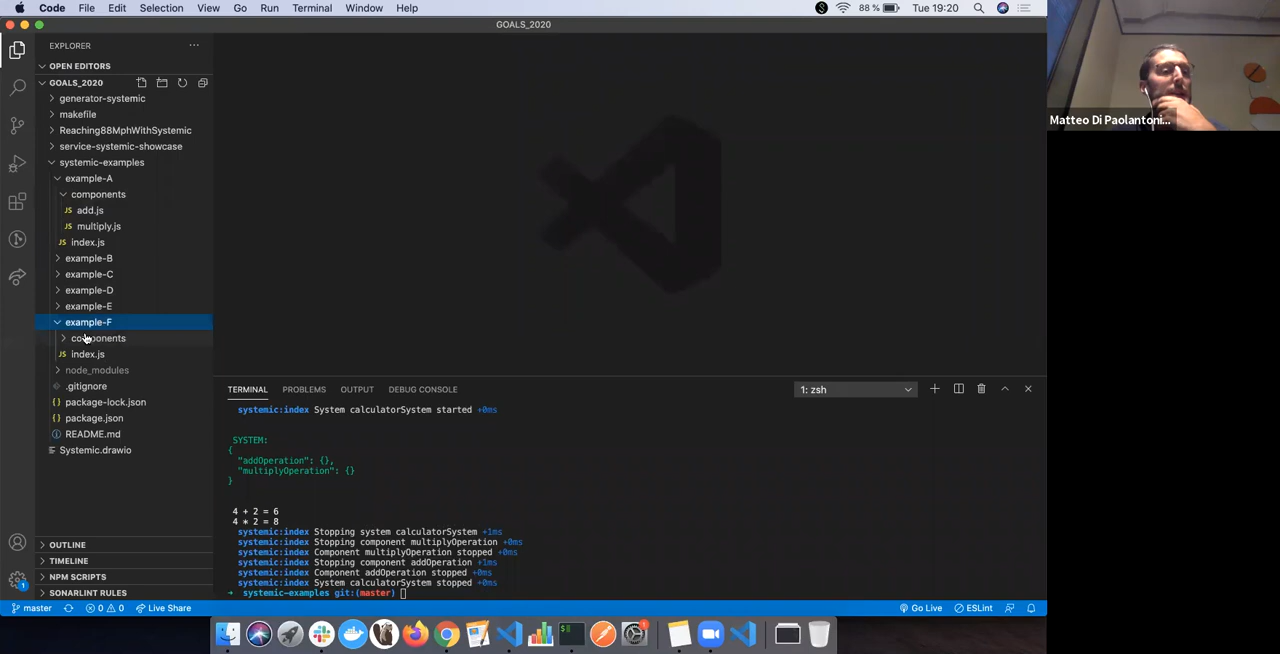 Code File Edit Selection View Go Run Terminal Window Help 88 % Tue 19:20
GOALS_2020
EXPLORER
OPEN EDITORS
GOALS_2020
generator-systemic
makefile
Reaching88MphWithSystemic
service-systemic-showcase
systemic-examples
example-A
components
JS add.js
JS multiply.js
JS index.js
example-B
example-C
example-D
example-E
example-F
components
JS index.js
node_modules
.gitignore
{} package-lock.json
{} package.json
README.md
Systemic.drawio
OUTLINE
TIMELINE
NPM SCRIPTS
SONARLINT RULES
TERMINAL PROBLEMS OUTPUT DEBUG CONSOLE 1: zsh
systemic:index System calculatorSystem started +0ms
SYSTEM:
{
"addOperation": {},
"multiplyOperation": {}
}
4 + 2 = 6
4 * 2 = 8
systemic:index Stopping system calculatorSystem +1ms
systemic:index Stopping component multiplyOperation +0ms
systemic:index Component multiplyOperation stopped +0ms
systemic:index Stopping component addOperation +1ms
systemic:index Component addOperation stopped +0ms
systemic:index System calculatorSystem stopped +0ms
→ systemic-examples git:(master)
master 0 0 Live Share Go Live ESLint
Matteo Di Paolantoni...